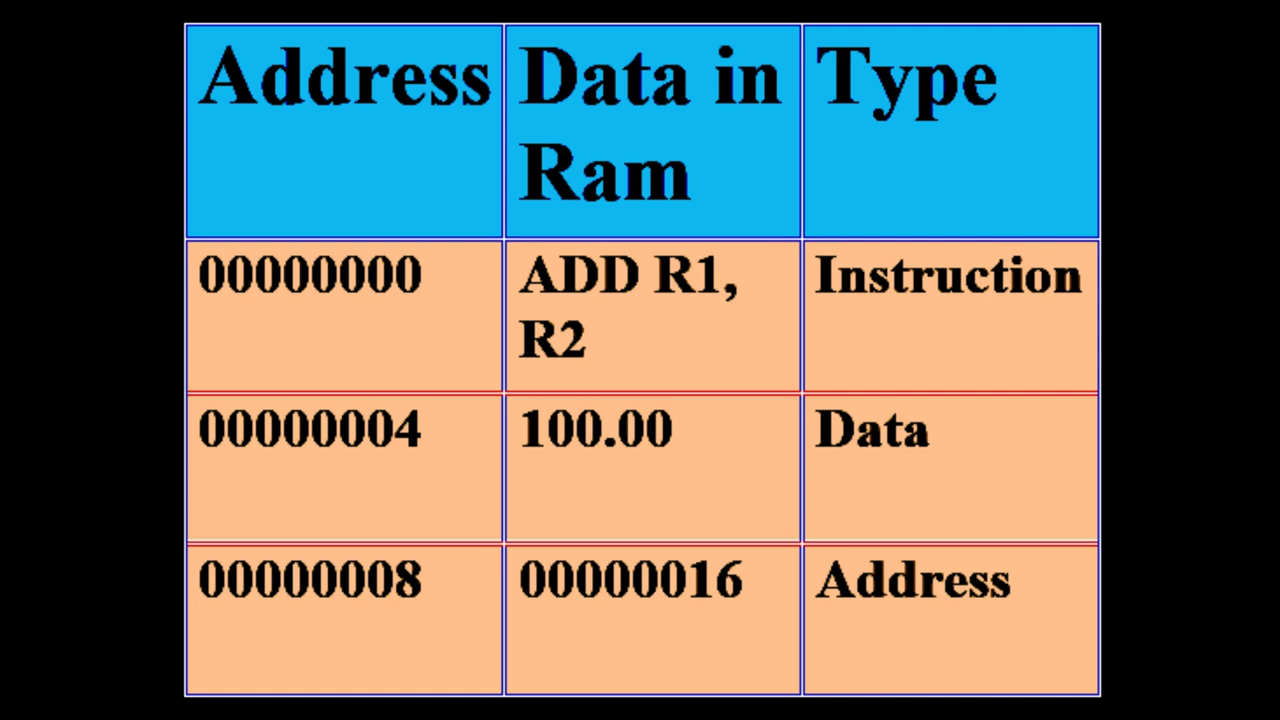 Address Data in Type
Ram
00000000 ADD R1, Instruction
R2
00000004 100.00 Data
00000008 00000016 Address